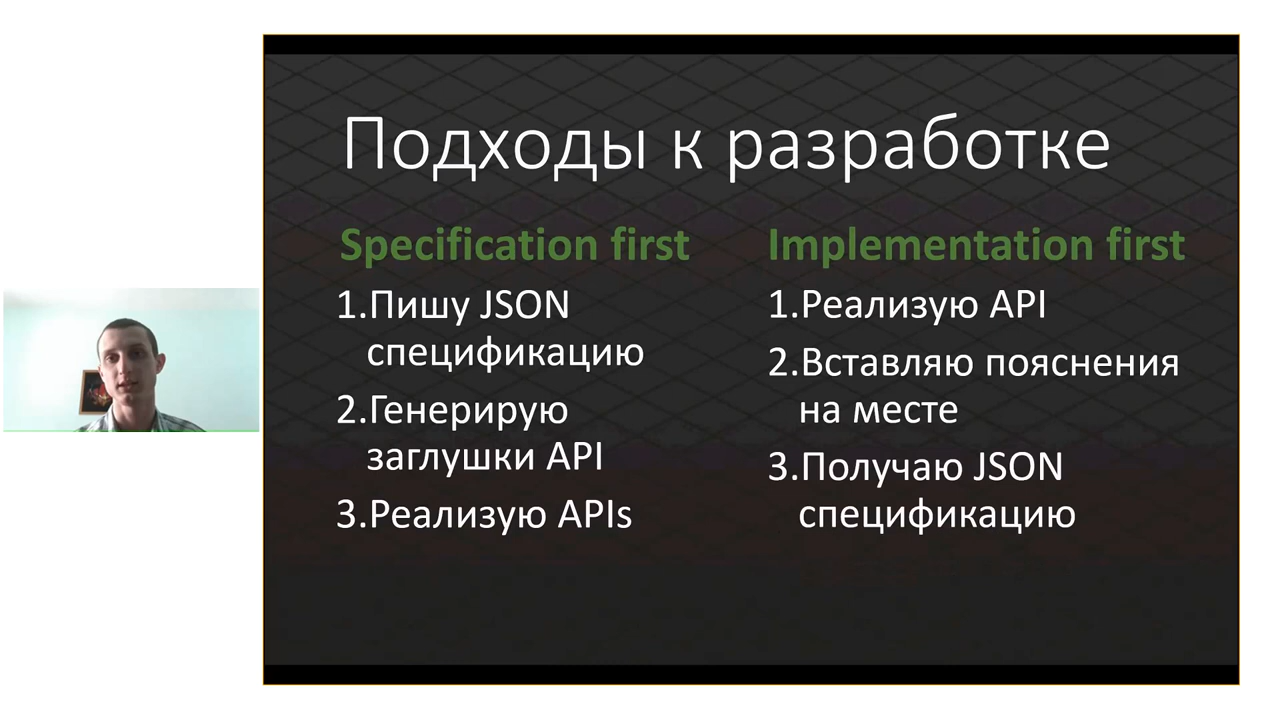 Подходы к разработке
Specification first
1.Пишу JSON
спецификацию
2.Генерирую
заглушки API
3.Реализую APIs
Implementation first
1.Реализую API
2.Вставляю пояснения
на месте
3.Получаю JSON
спецификацию